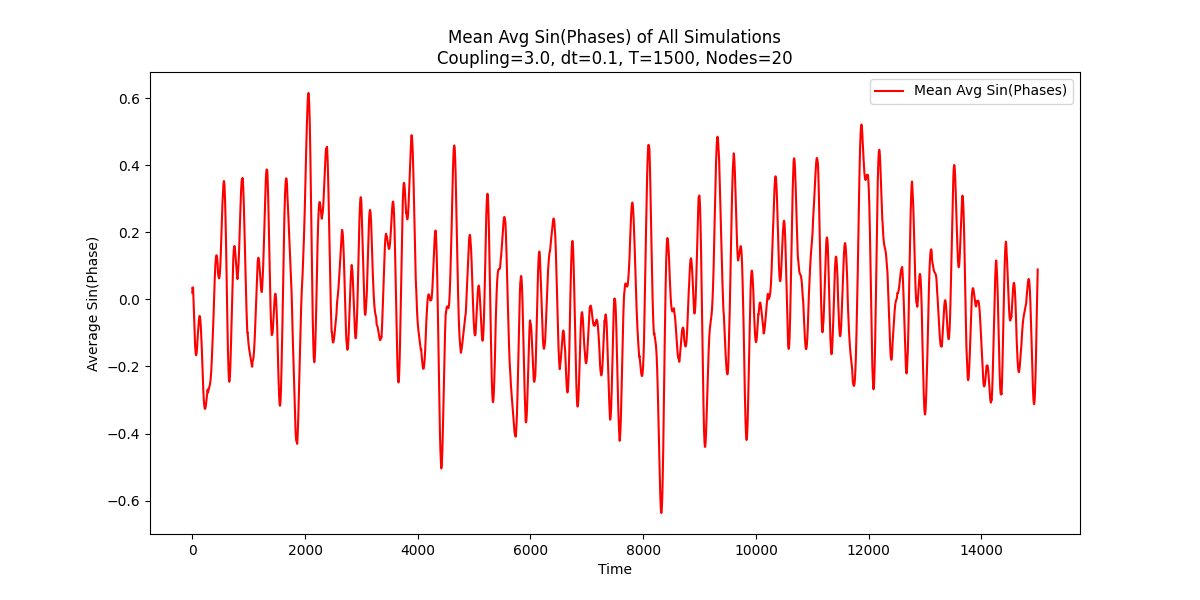 Mean Avg Sin(Phases) of All Simulations
Coupling=3.0, dt=0.1, T=1500, Nodes=20
Mean Avg Sin(Phases)
Average Sin(Phase)
0.6
0.4
0.2
0.0
−0.2
−0.4
−0.6
0 2000 4000 6000 8000 10000 12000 14000
Time